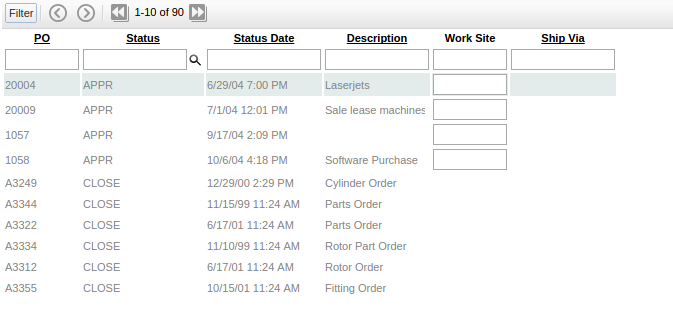 Filter 1-10 of 90
PO Status Status Date Description Work Site Ship Via
20004 APPR 6/29/04 7:00 PM Laserjets
20009 APPR 7/1/04 12:01 PM Sale lease machines
1057 APPR 9/17/04 2:09 PM
1058 APPR 10/6/04 4:18 PM Software Purchase
A3249 CLOSE 12/29/00 2:29 PM Cylinder Order
A3344 CLOSE 11/15/99 11:24 AM Parts Order
A3322 CLOSE 6/17/01 11:24 AM Parts Order
A3334 CLOSE 11/10/99 11:24 AM Rotor Part Order
A3312 CLOSE 6/17/01 11:24 AM Rotor Order
A3355 CLOSE 10/15/01 11:24 AM Fitting Order